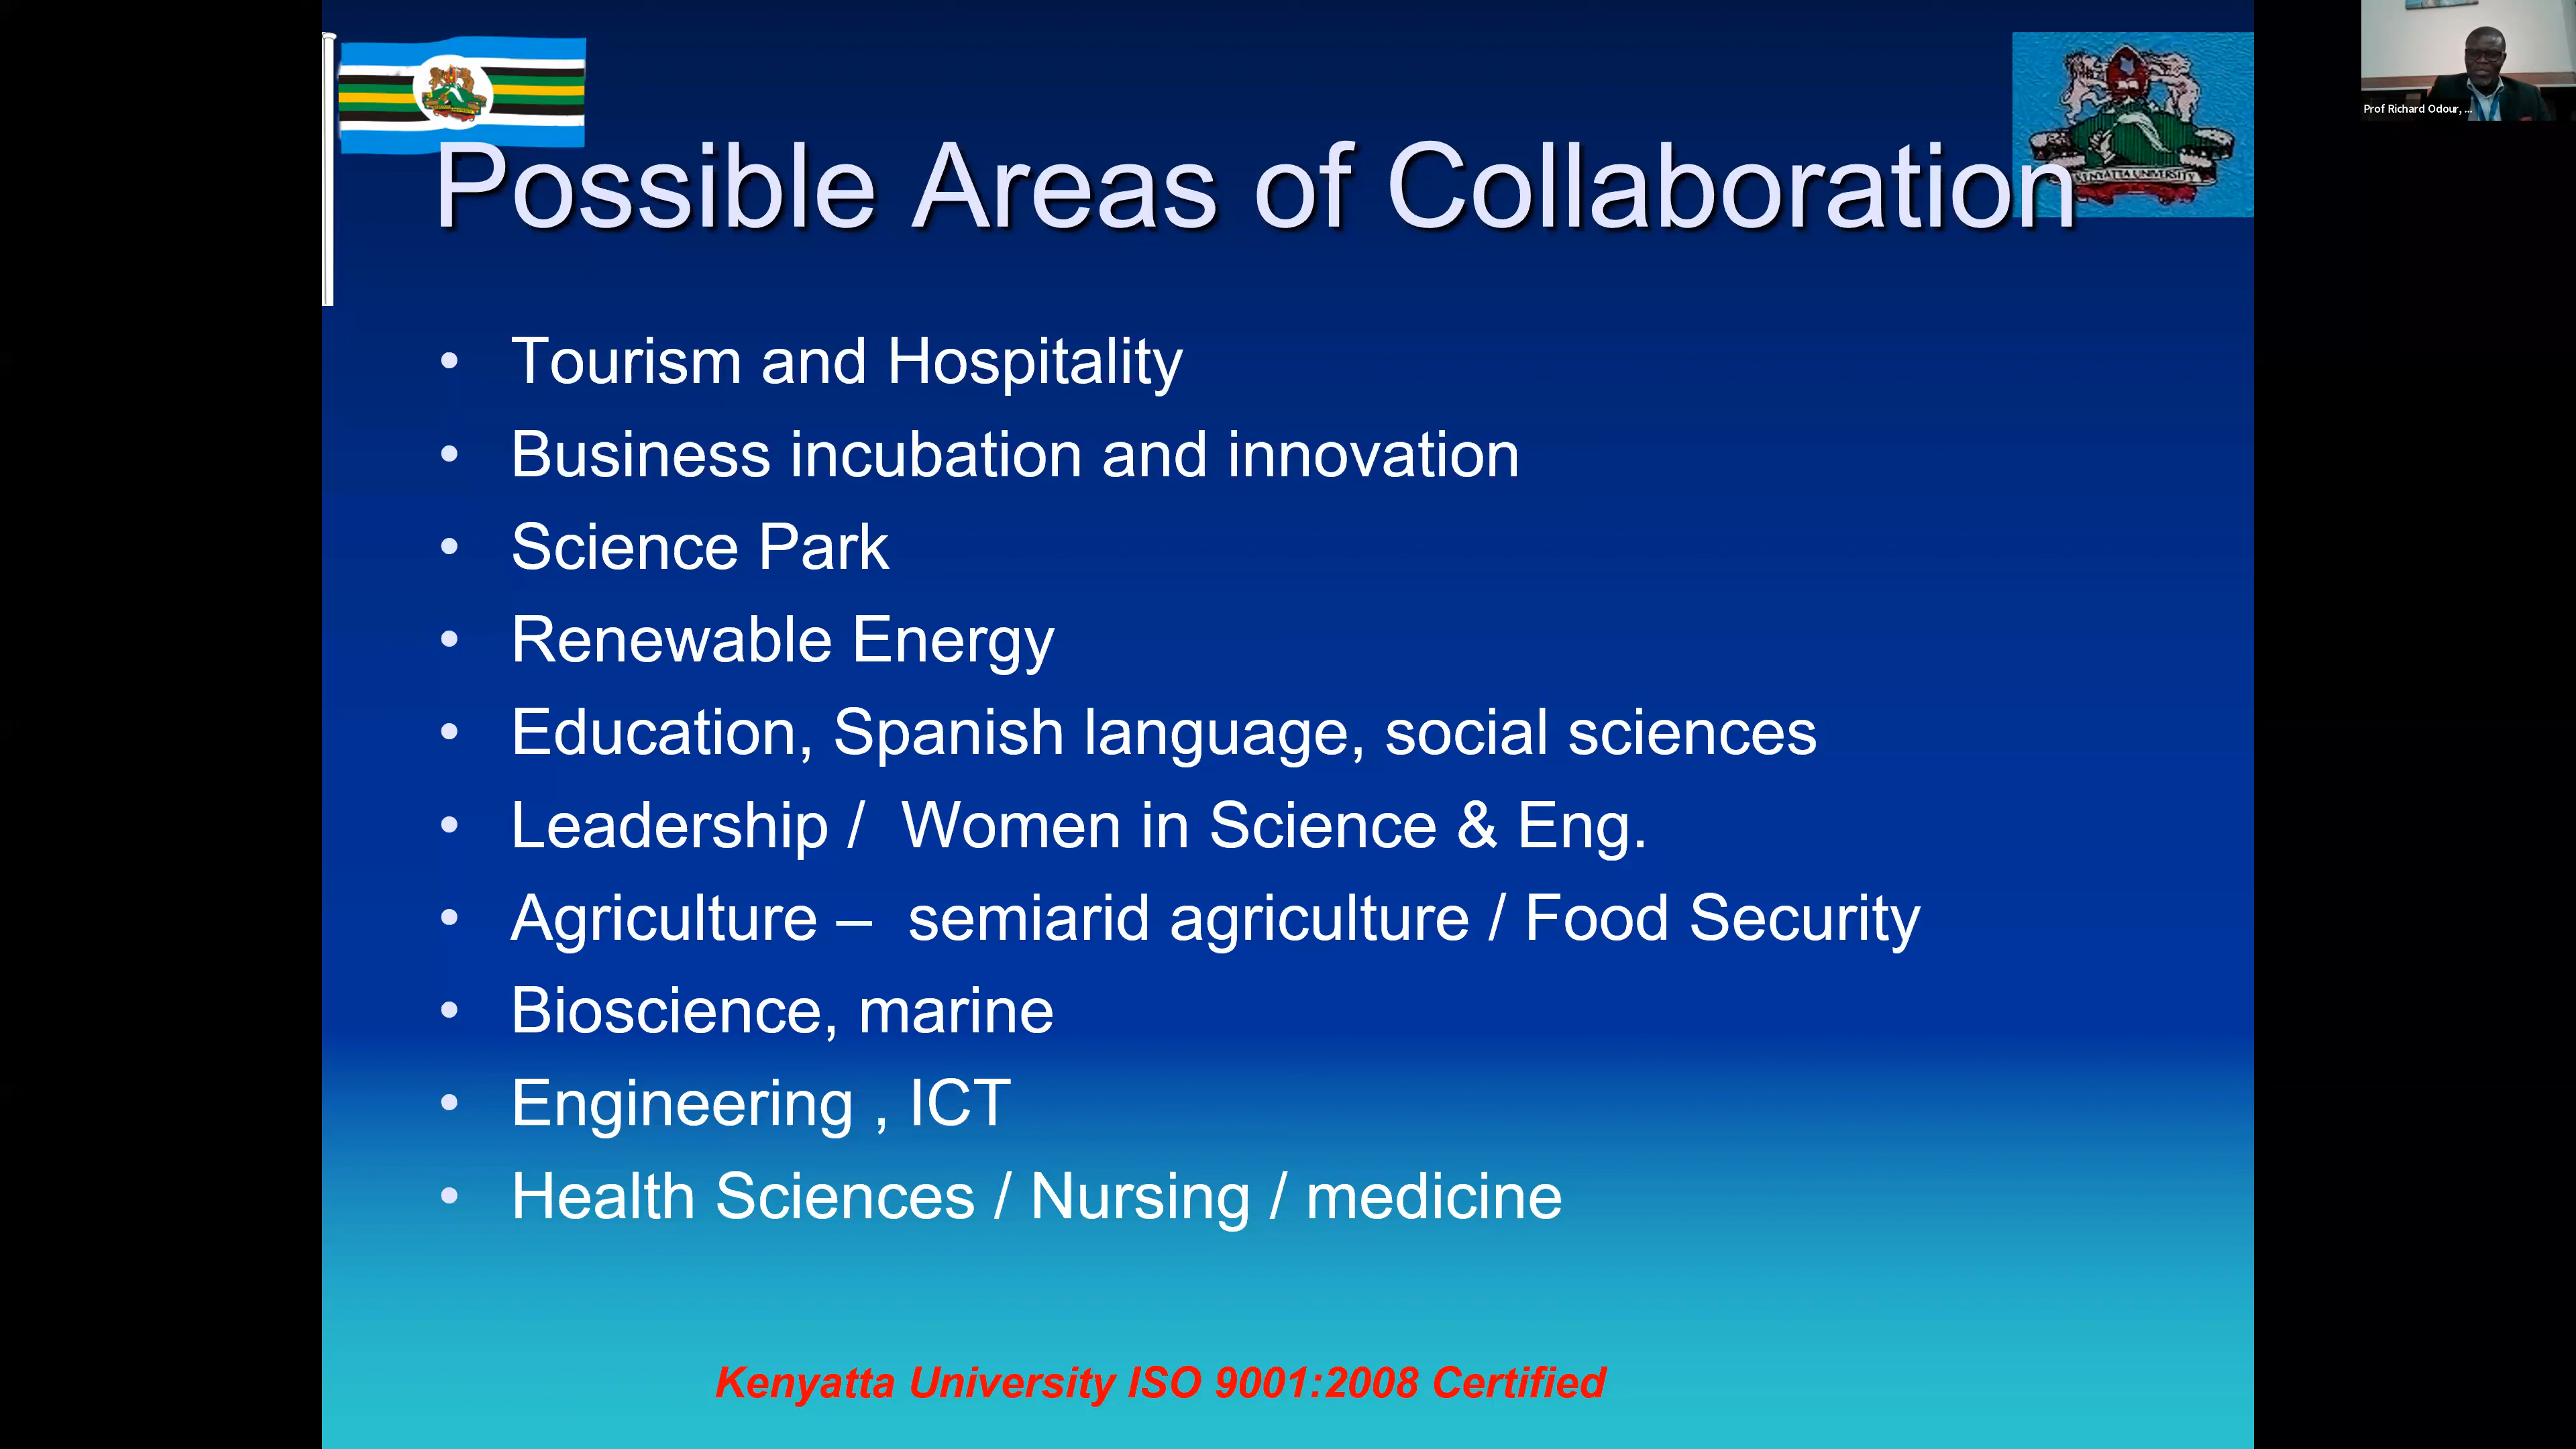 Prof Richard Odour, ...
KENYATTA UNIVERSITY
Possible Areas of Collaboration
• Tourism and Hospitality
• Business incubation and innovation
• Science Park
• Renewable Energy
• Education, Spanish language, social sciences
• Leadership / Women in Science & Eng.
• Agriculture – semiarid agriculture / Food Security
• Bioscience, marine
• Engineering , ICT
• Health Sciences / Nursing / medicine
Kenyatta University ISO 9001:2008 Certified